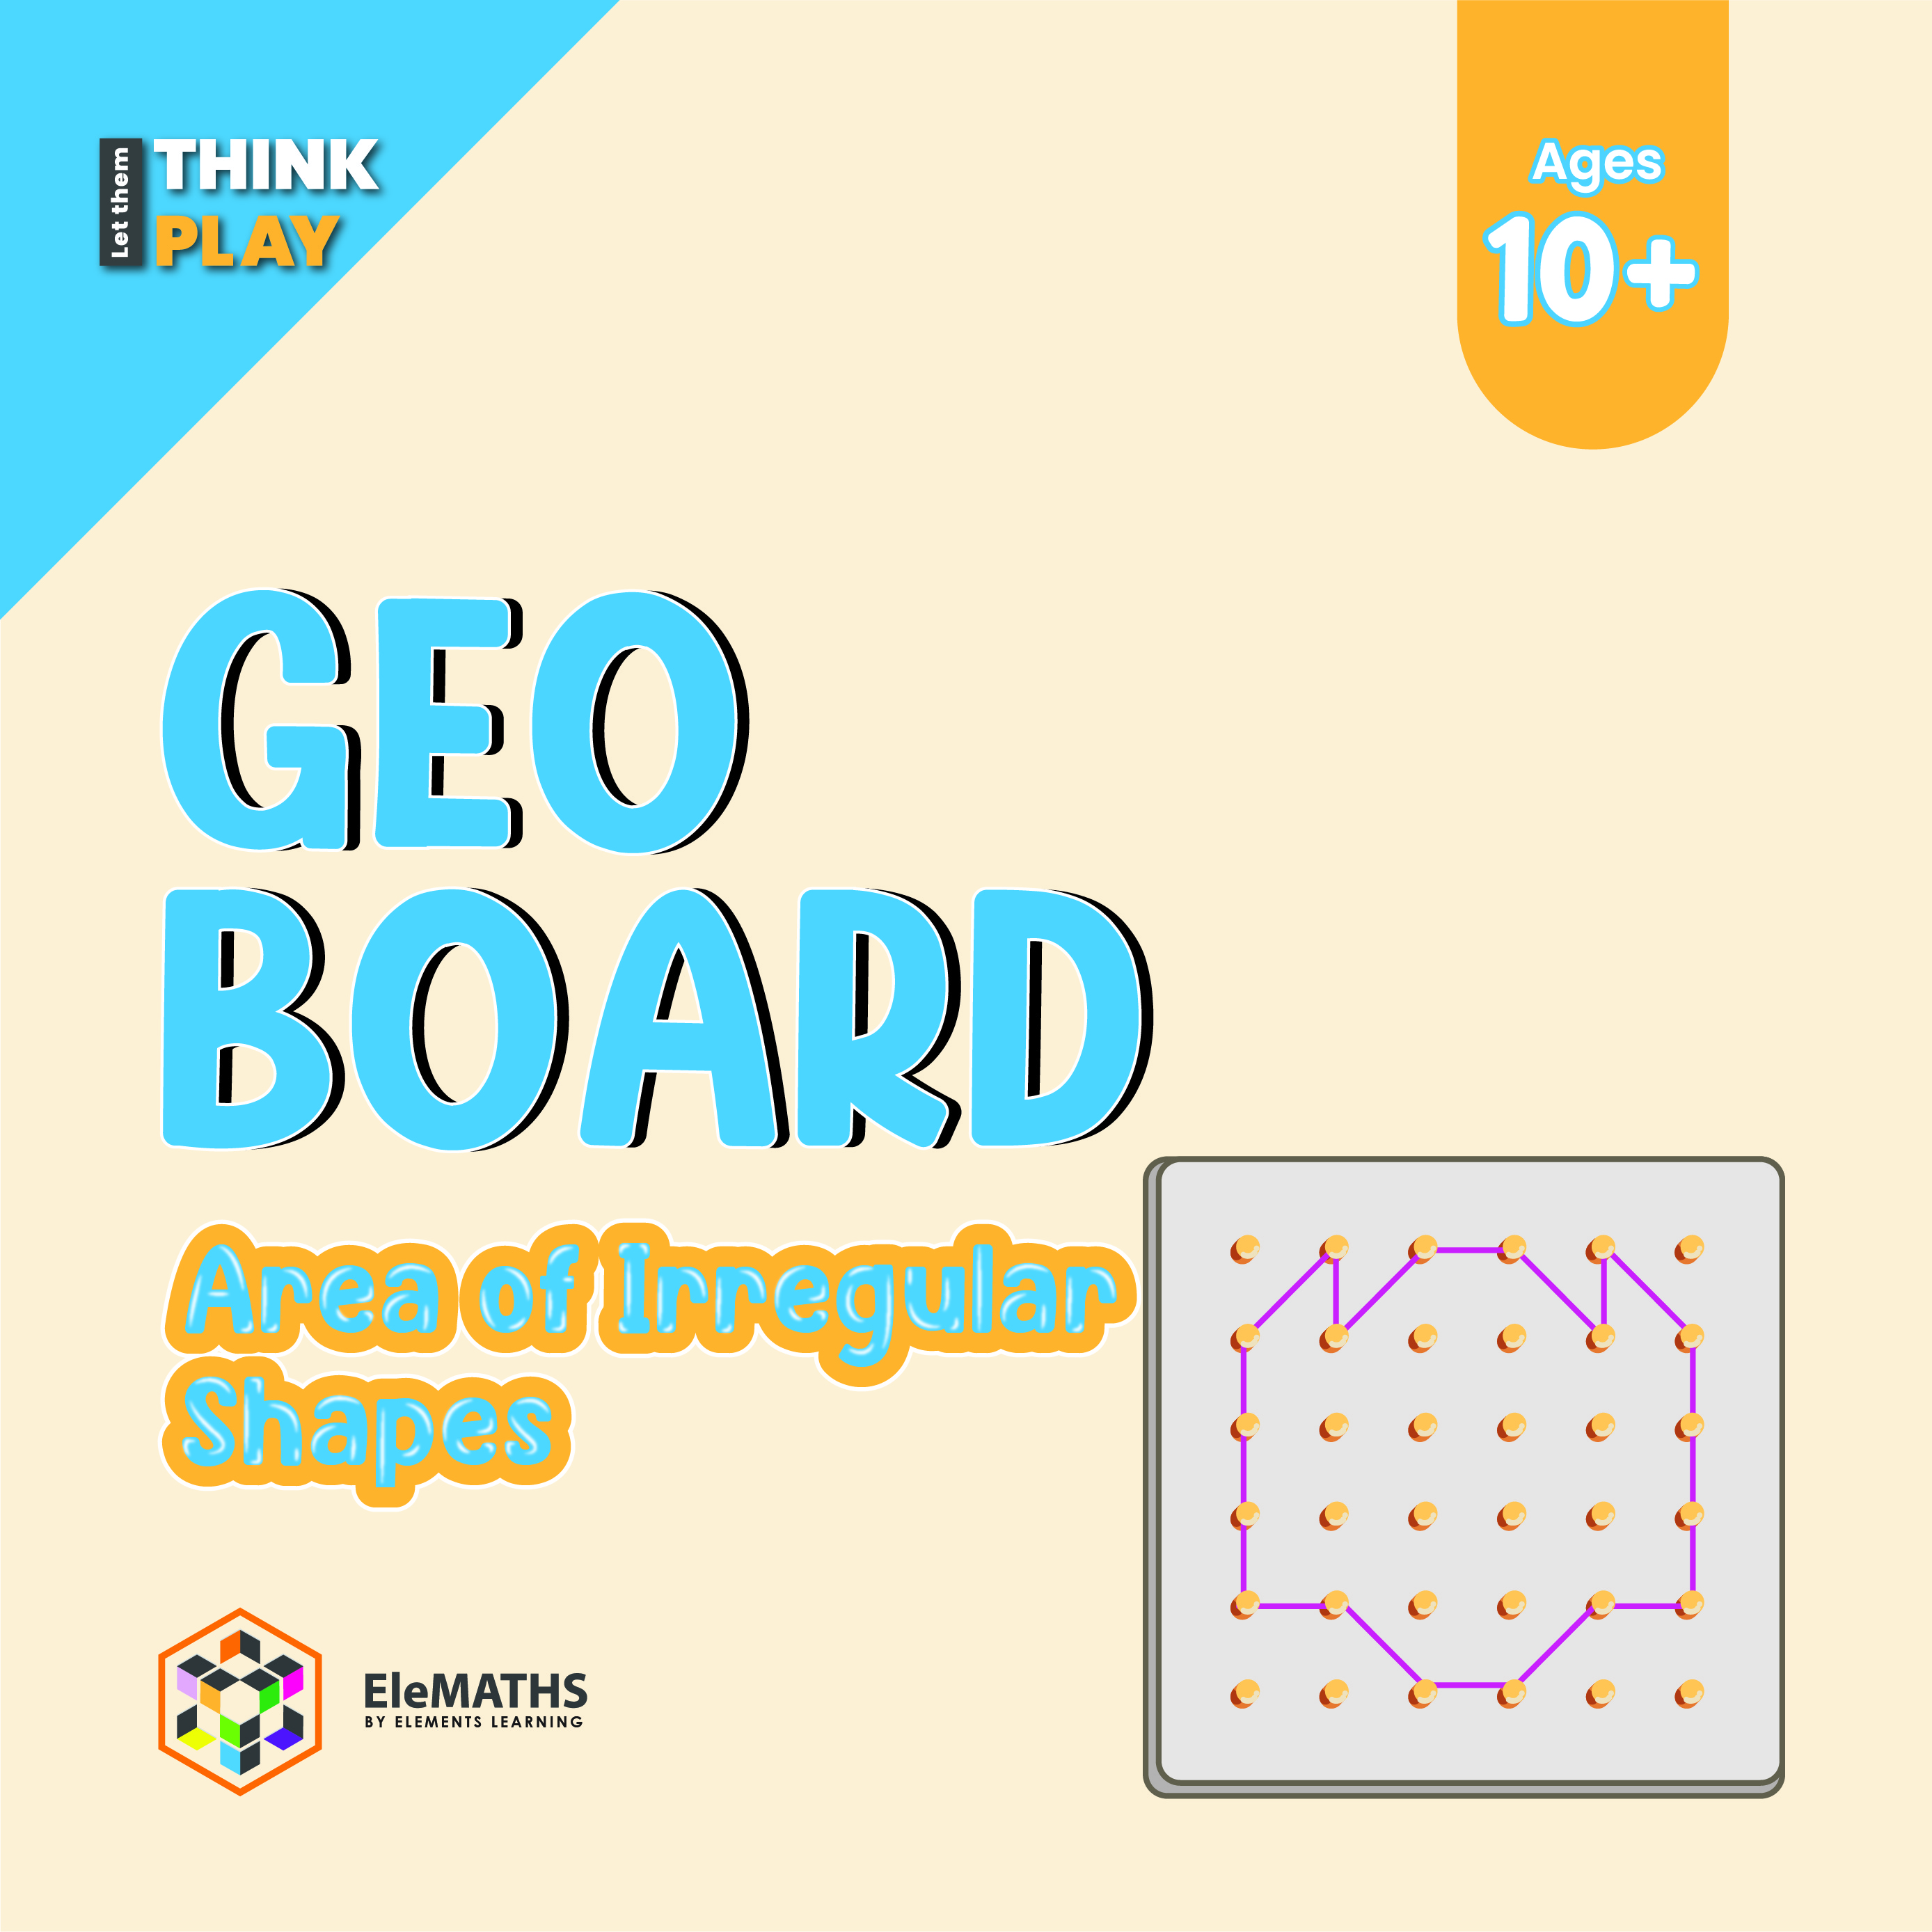 Let them
THINK
PLAY
Ages
10+
GEO
BOARD
Area of Irregular
Shapes
EleMATHS
BY ELEMENTS LEARNING